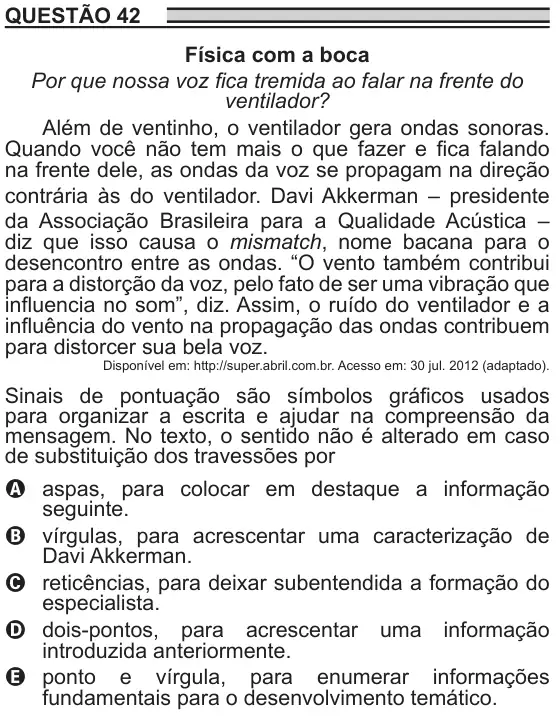 QUESTÃO 42
Física com a boca
Por que nossa voz fica tremida ao falar na frente do
ventilador?
Além de ventinho, o ventilador gera ondas sonoras.
Quando você não tem mais o que fazer e fica falando
na frente dele, as ondas da voz se propagam na direção
contrária às do ventilador. Davi Akkerman – presidente
da Associação Brasileira para a Qualidade Acústica –
diz que isso causa o mismatch, nome bacana para o
desencontro entre as ondas. “O vento também contribui
para a distorção da voz, pelo fato de ser uma vibração que
influencia no som”, diz. Assim, o ruído do ventilador e a
influência do vento na propagação das ondas contribuem
para distorcer sua bela voz.
Disponível em: http://super.abril.com.br. Acesso em: 30 jul. 2012 (adaptado).
Sinais de pontuação são símbolos gráficos usados
para organizar a escrita e ajudar na compreensão da
mensagem. No texto, o sentido não é alterado em caso
de substituição dos travessões por
A aspas, para colocar em destaque a informação
seguinte.
B vírgulas, para acrescentar uma caracterização de
Davi Akkerman.
C reticências, para deixar subentendida a formação do
especialista.
D dois-pontos, para acrescentar uma informação
introduzida anteriormente.
E ponto e vírgula, para enumerar informações
fundamentais para o desenvolvimento temático.